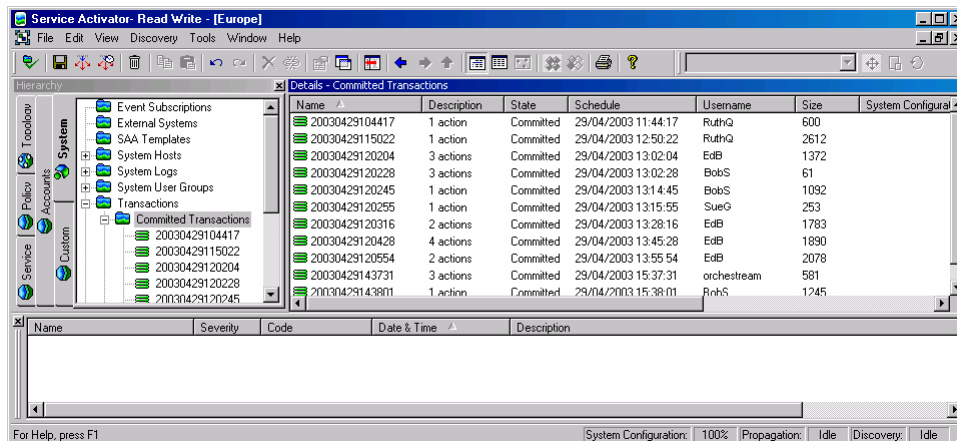 Service Activator- Read Write - [Europe]
File Edit View Discovery Tools Window Help
Hierarchy
Details - Committed Transactions
Topology
Policy
Service
Accounts
System
Custom
Event Subscriptions
External Systems
SAA Templates
System Hosts
System Logs
System User Groups
Transactions
Committed Transactions
20030429104417
20030429115022
20030429120204
20030429120228
20030429120245
Name Description State Schedule Username Size System Configurat
20030429104417 1 action Committed 29/04/2003 11:44:17 RuthQ 600
20030429115022 1 action Committed 29/04/2003 12:50:22 RuthQ 2612
20030429120204 3 actions Committed 29/04/2003 13:02:04 EdB 1372
20030429120228 3 actions Committed 29/04/2003 13:02:28 BobS 61
20030429120245 1 action Committed 29/04/2003 13:14:45 BobS 1092
20030429120255 1 action Committed 29/04/2003 13:15:55 SueG 253
20030429120316 2 actions Committed 29/04/2003 13:28:16 EdB 1783
20030429120428 4 actions Committed 29/04/2003 13:45:28 EdB 1890
20030429120554 2 actions Committed 29/04/2003 13:55 54 EdB 2078
20030429143731 3 actions Committed 29/04/2003 15:37:31 orchestream 581
20030429143801 1 action Committed 29/04/2003 15:38:01 BobS 1245
Name Severity Code Date & Time Description
For Help, press F1
System Configuration: 100% Propagation: Idle Discovery: Idle